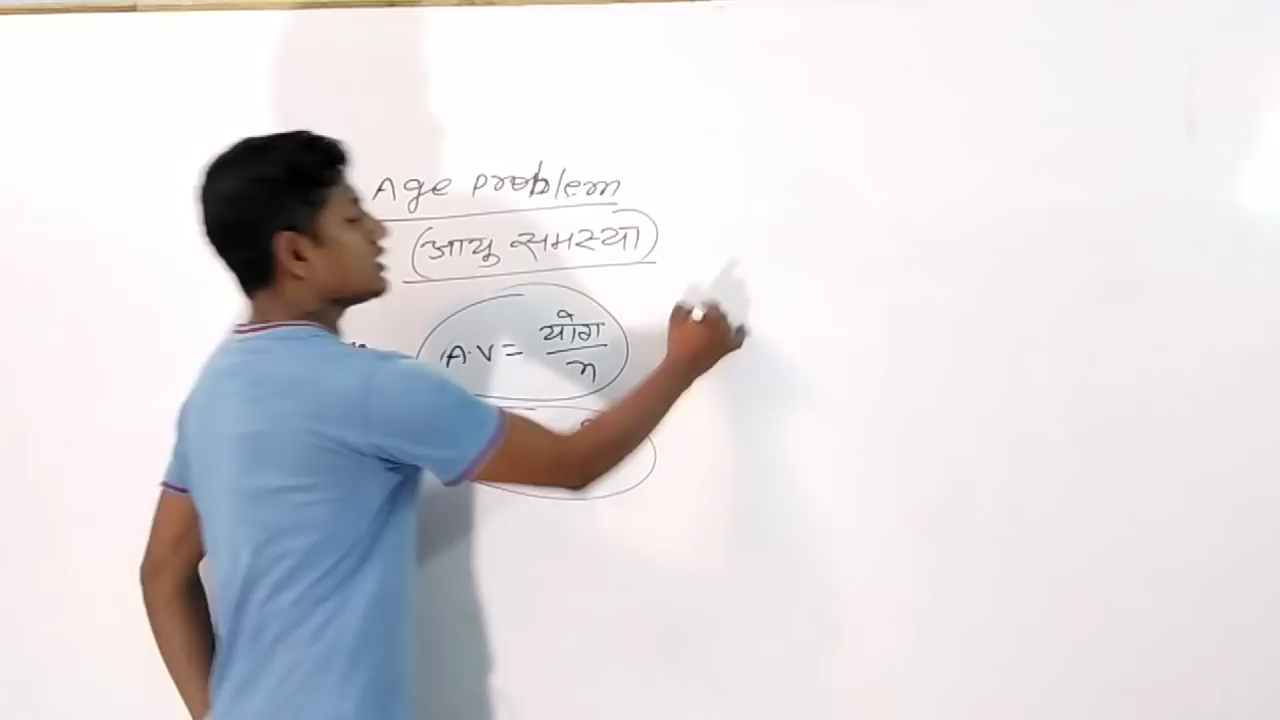 Age problem
(आयु समस्या)
A.V = योग/n